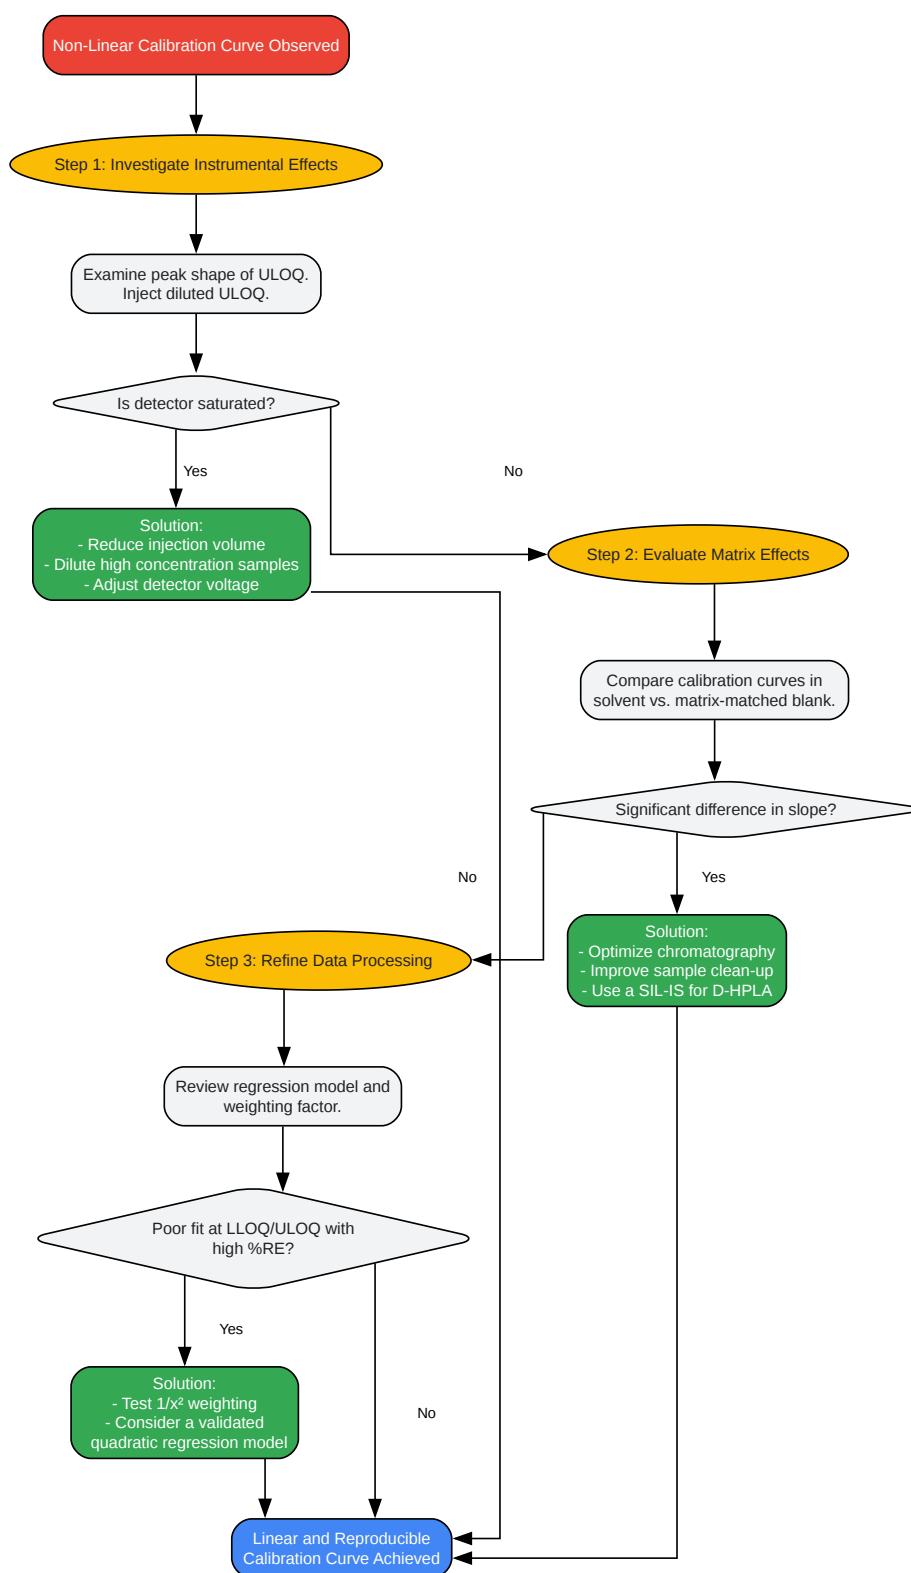 Non-Linear Calibration Curve Observed
Step 1: Investigate Instrumental Effects
Examine peak shape of ULOQ.
Inject diluted ULOQ.
Is detector saturated?
Yes
No
Solution:
- Reduce injection volume
- Dilute high concentration samples
- Adjust detector voltage
Step 2: Evaluate Matrix Effects
Compare calibration curves in
solvent vs. matrix-matched blank.
Significant difference in slope?
No
Yes
Solution:
- Optimize chromatography
- Improve sample clean-up
- Use a SIL-IS for D-HPLA
Step 3: Refine Data Processing
Review regression model and
weighting factor.
Poor fit at LLOQ/ULOQ with
high %RE?
Yes
No
Solution:
- Test 1/x² weighting
- Consider a validated
quadratic regression model
Linear and Reproducible
Calibration Curve Achieved